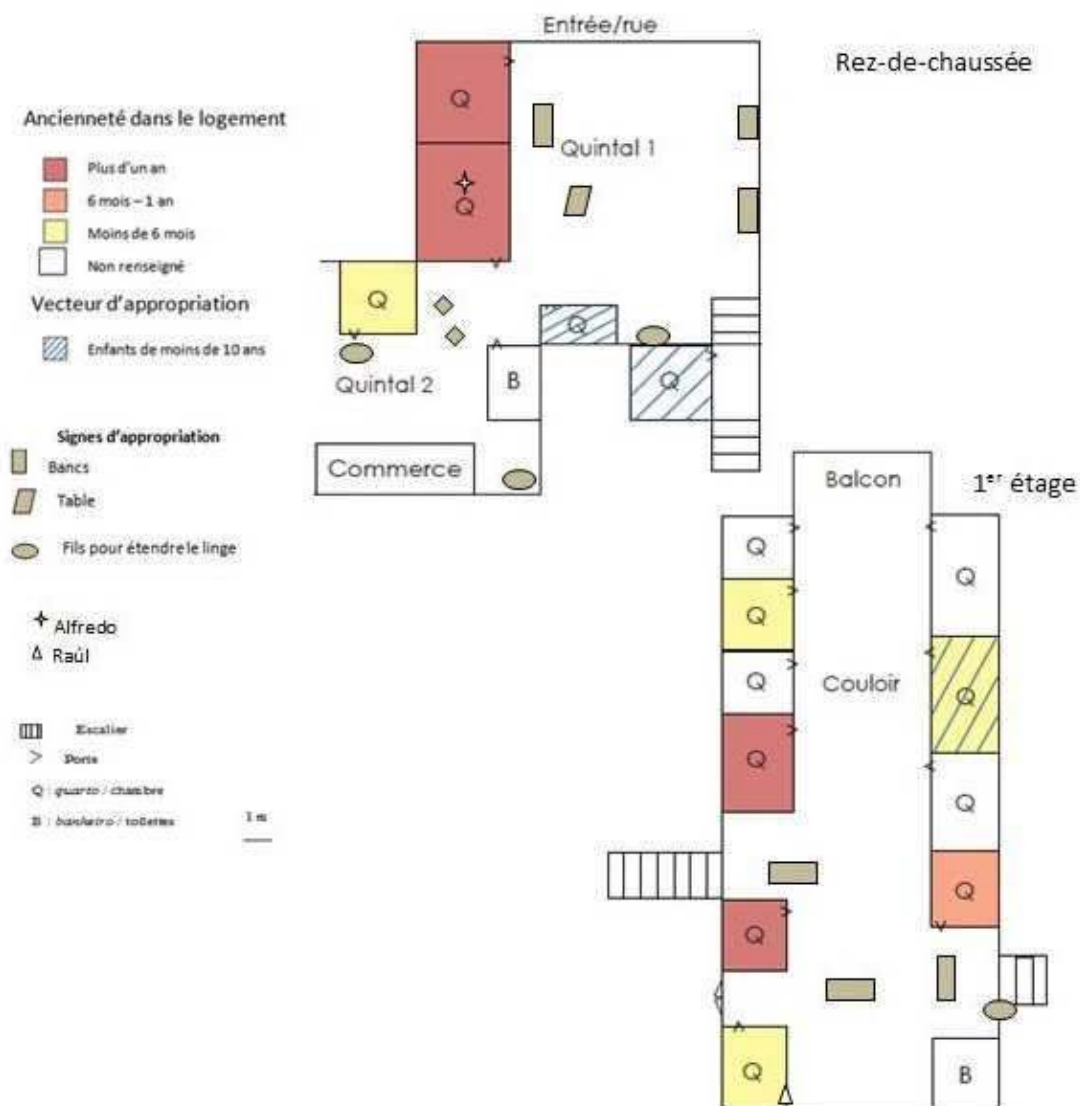 Entrée/rue
Rez-de-chaussée
Ancienneté dans le logement
Plus d'un an
6 mois – 1 an
Moins de 6 mois
Non renseigné
Vecteur d'appropriation
Enfants de moins de 10 ans
Signes d'appropriation
Bancs
Table
Fils pour étendre le linge
Alfredo
Raúl
Escalier
Porte
Q : quarto / chambre
B : banheiro / toilettes
1 m
Q
Quintal 1
Q
Q
Q
Quintal 2
B
Q
Commerce
Balcon
1er étage
Q
Q
Q
Q
Couloir
Q
Q
Q
Q
Q
Q
Q
B